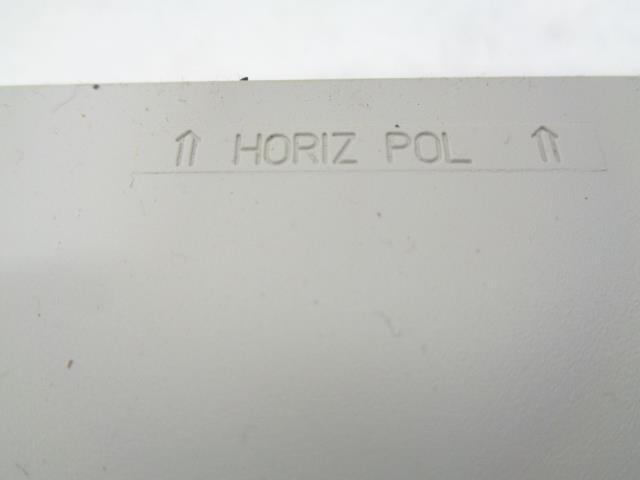 ⇑ HORIZ POL ⇑